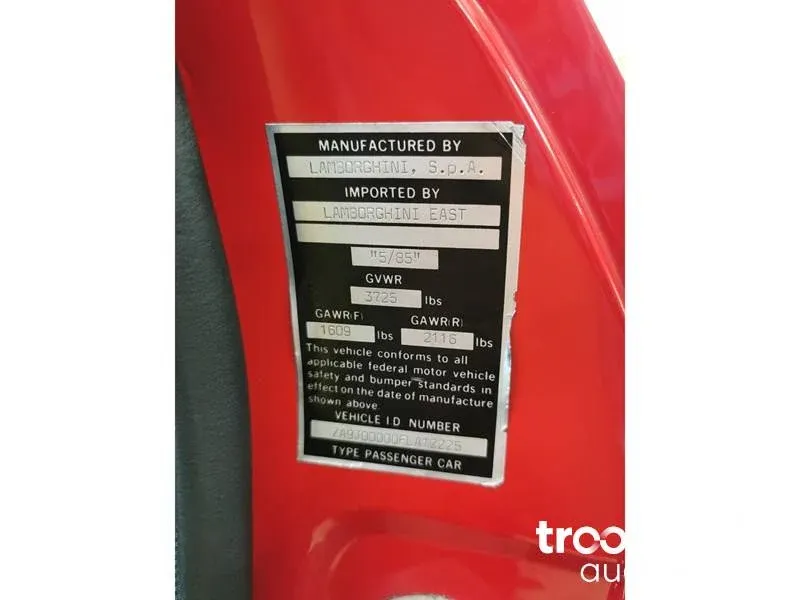 MANUFACTURED BY
LAMBORGHINI, S.p.A.
IMPORTED BY
LAMBORGHINI EAST
"5/85"
GVWR
3725 lbs
GAWR(F) GAWR(R)
1609 lbs 2116 lbs
This vehicle conforms to all
applicable federal motor vehicle
safety and bumper standards in
effect on the date of manufacture
shown above.
VEHICLE I.D NUMBER
TYPE PASSENGER CAR
troo
au